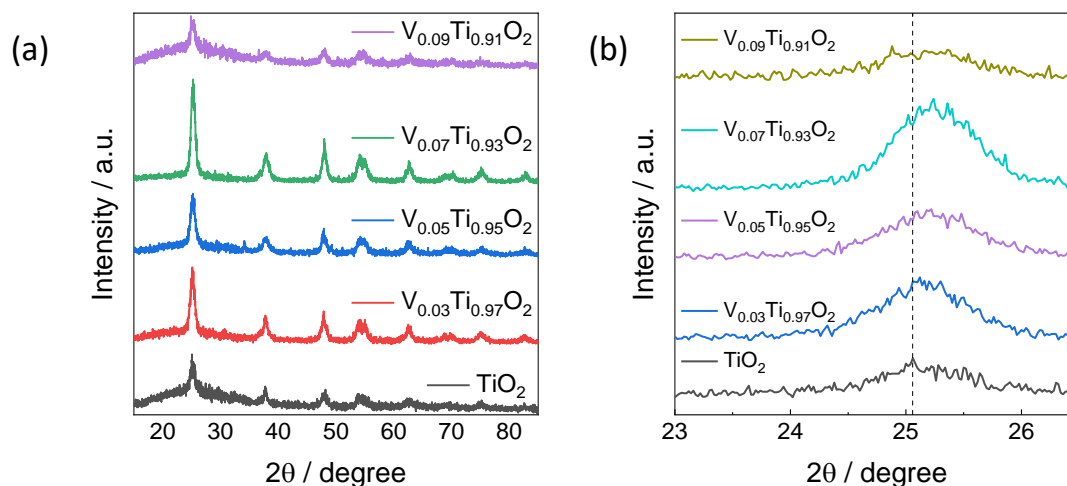 (a)
Intensity / a.u.
V0.09Ti0.91O2
V0.07Ti0.93O2
V0.05Ti0.95O2
V0.03Ti0.97O2
TiO2
20 30 40 50 60 70 80
2θ / degree
(b)
Intensity / a.u.
V0.09Ti0.91O2
V0.07Ti0.93O2
V0.05Ti0.95O2
V0.03Ti0.97O2
TiO2
23 24 25 26
2θ / degree